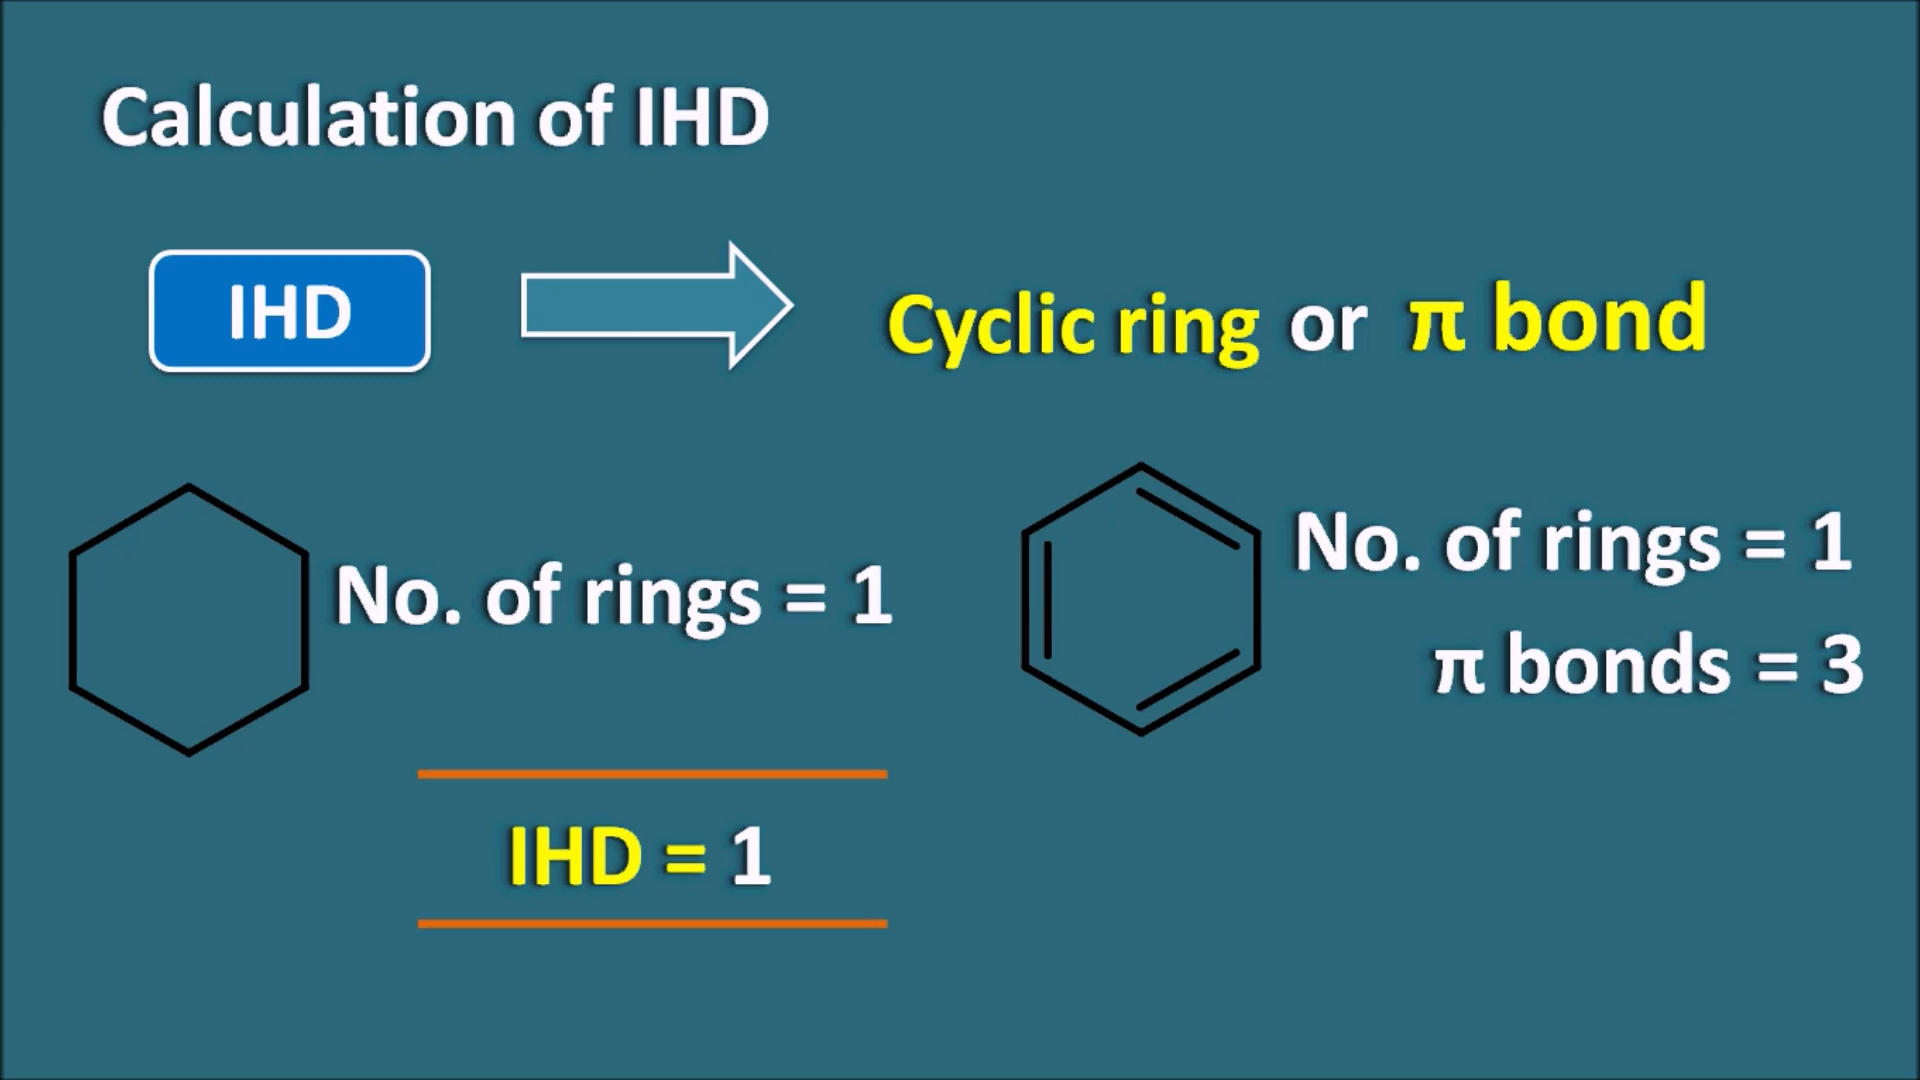 Calculation of IHD
IHD
Cyclic ring or π bond
No. of rings = 1
IHD = 1
No. of rings = 1
π bonds = 3